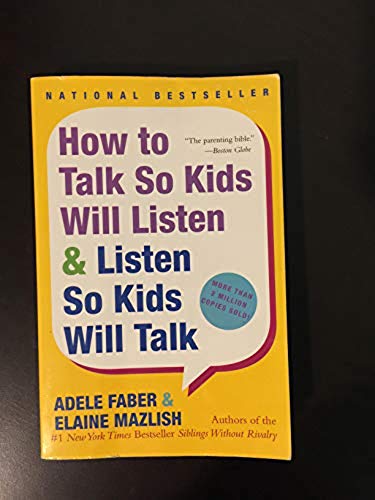 NATIONAL BESTSELLER
How to
"The parenting bible."
—Boston Globe
Talk So Kids
Will Listen
& Listen
So Kids
Will Talk
MORE THAN
2 MILLION
COPIES SOLD!
ADELE FABER &
ELAINE MAZLISH
Authors of the
#1 New York Times Bestseller Siblings Without Rivalry